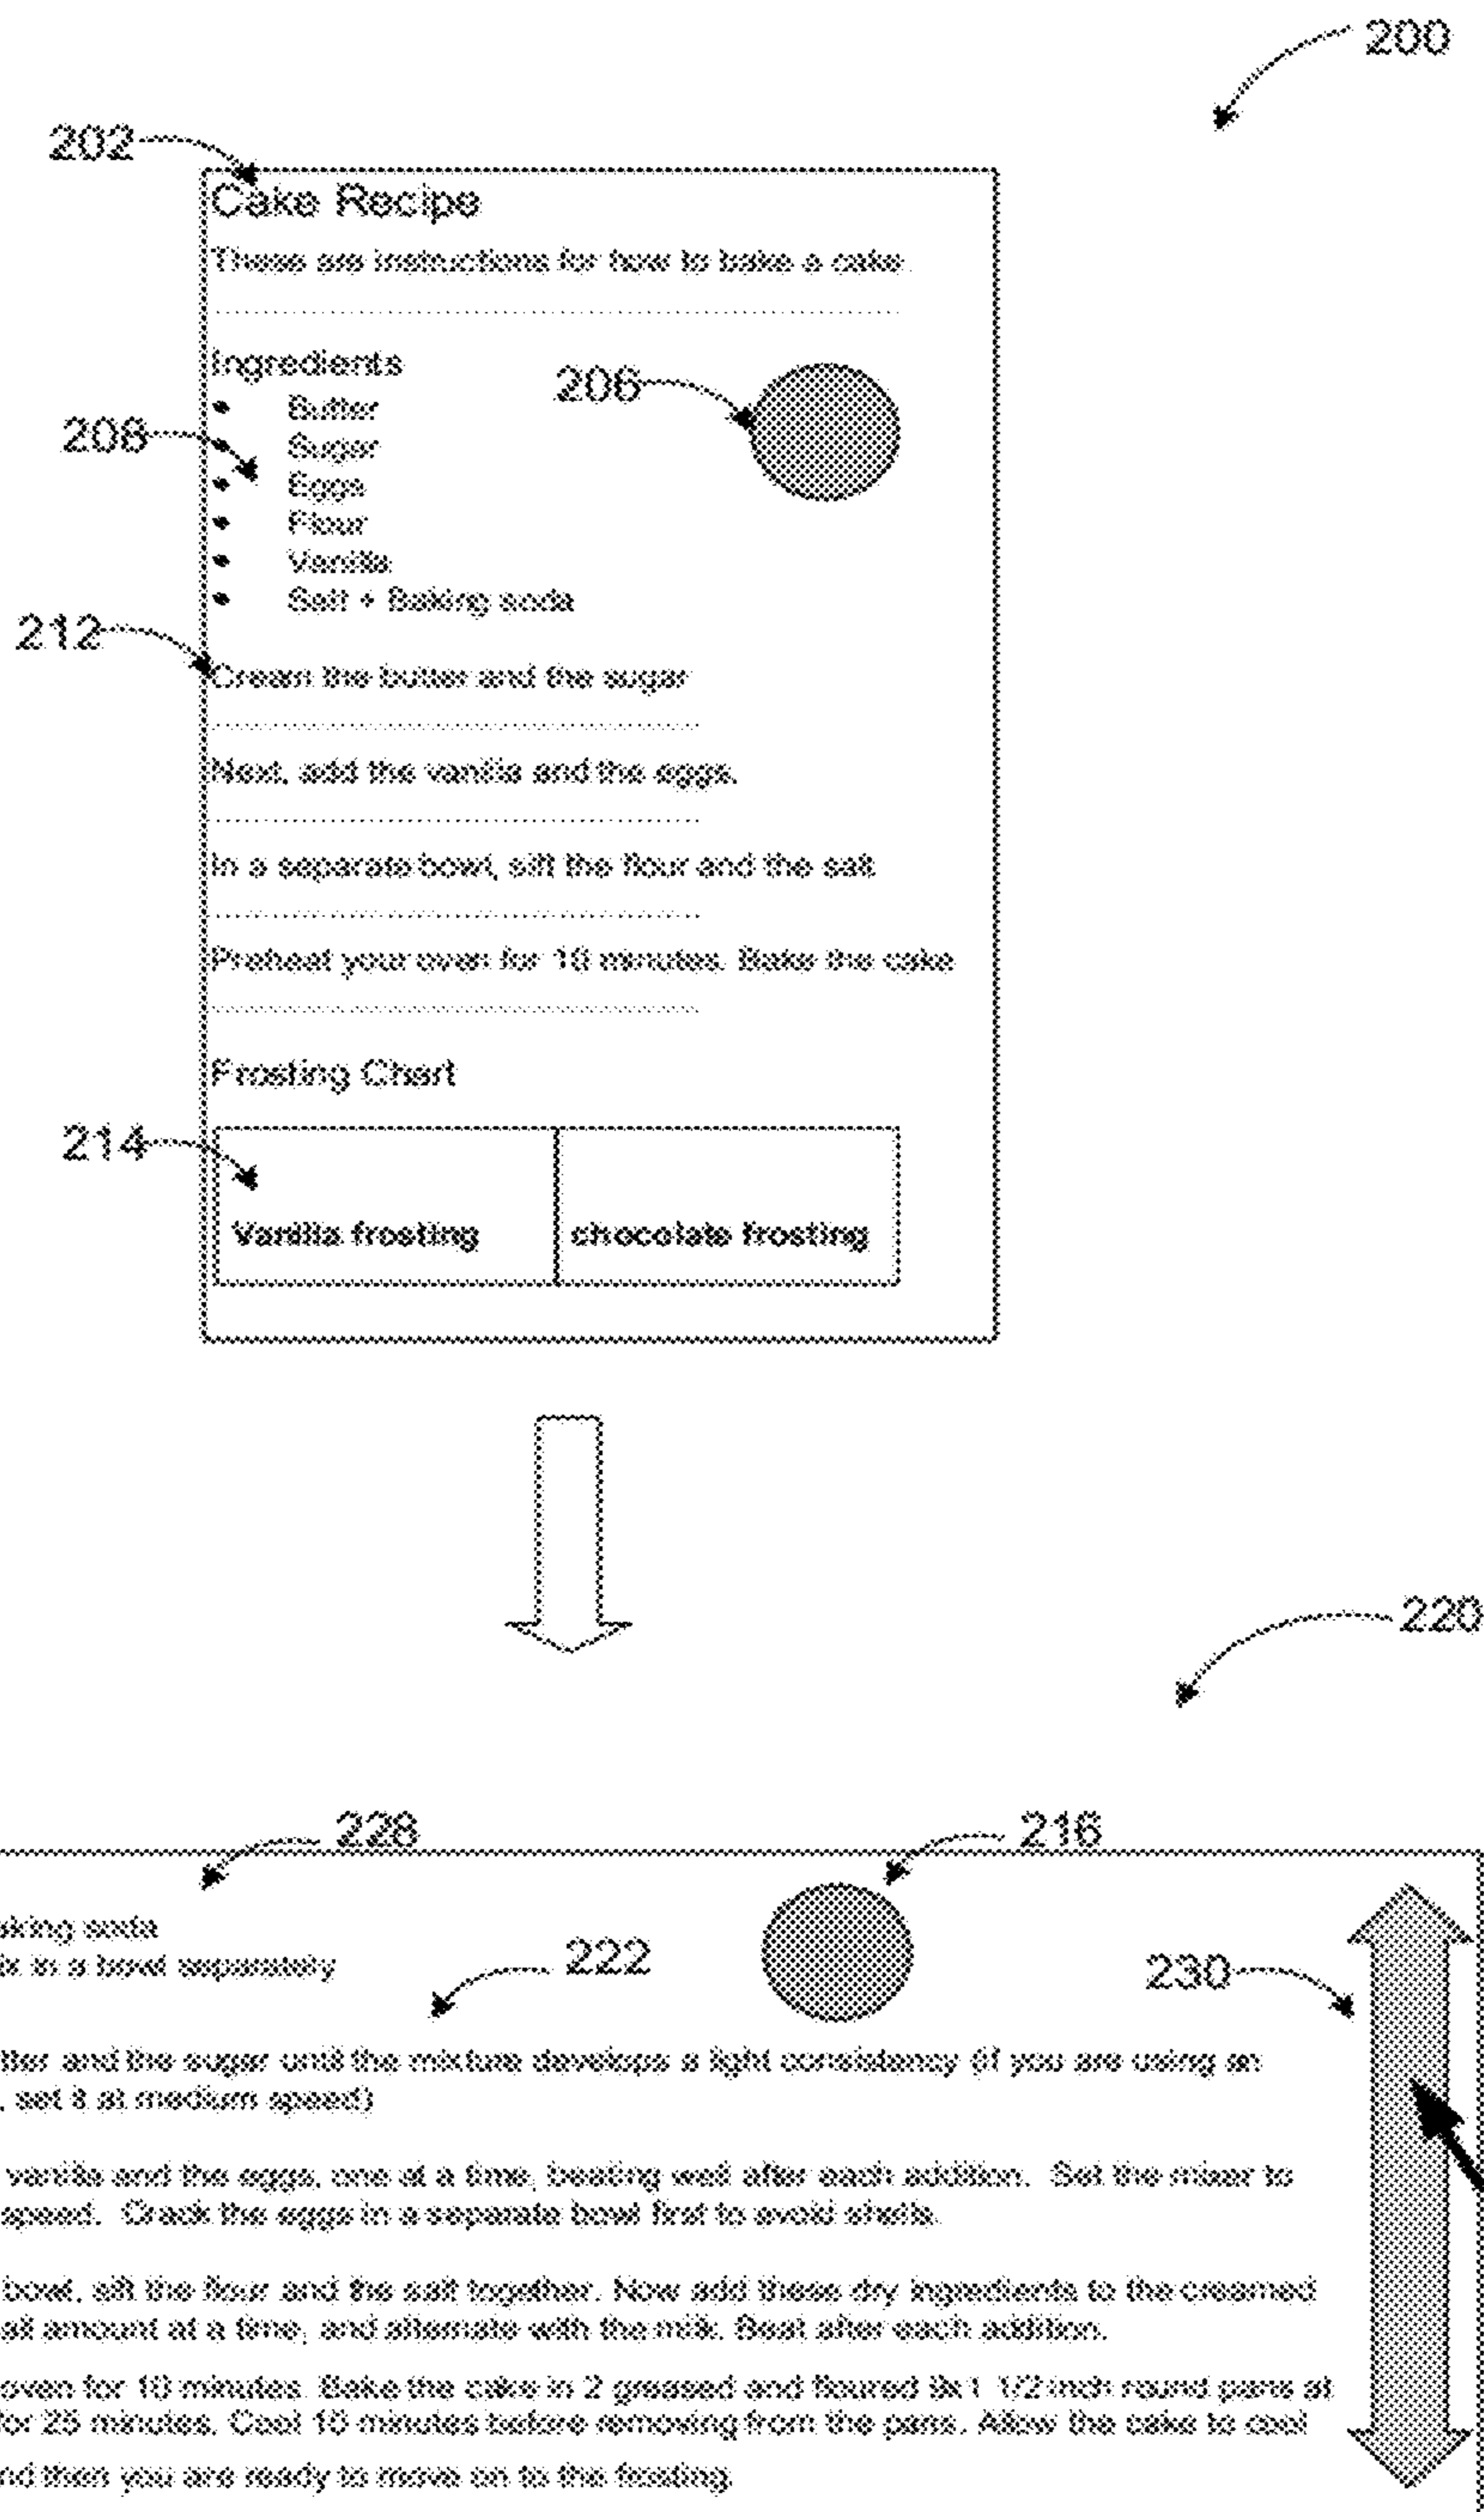 200
202
Cake Recipe
These are instructions for how to bake a cake.
Ingredients
206
• Butter
208
• Sugar
• Eggs
• Flour
• Vanilla
• Salt + Baking soda
212
Cream the butter and the sugar
Next, add the vanilla and the eggs.
In a separate bowl, sift the flour and the salt
Preheat your oven for 10 minutes. Bake the cake
Frosting Chart
214
Vanilla frosting
chocolate frosting
220
228
216
aking soda
ix in a bowl separately
222
230
tter and the sugar until the mixture develops a light consistency (if you are using an
, set it at medium speed)
vanilla and the eggs, one at a time, beating well after each addition. Set the mixer to
speed. Crack the eggs in a separate bowl first to avoid shells.
bowl, sift the flour and the salt together. Now add these dry ingredients to the creamed
all amount at a time, and alternate with the milk. Beat after each addition.
oven for 10 minutes. Bake the cake in 2 greased and floured 1/2 inch round pans at
for 25 minutes. Cool 10 minutes before removing from the pans. Allow the cake to cool
nd then you are ready to move on to the frosting.